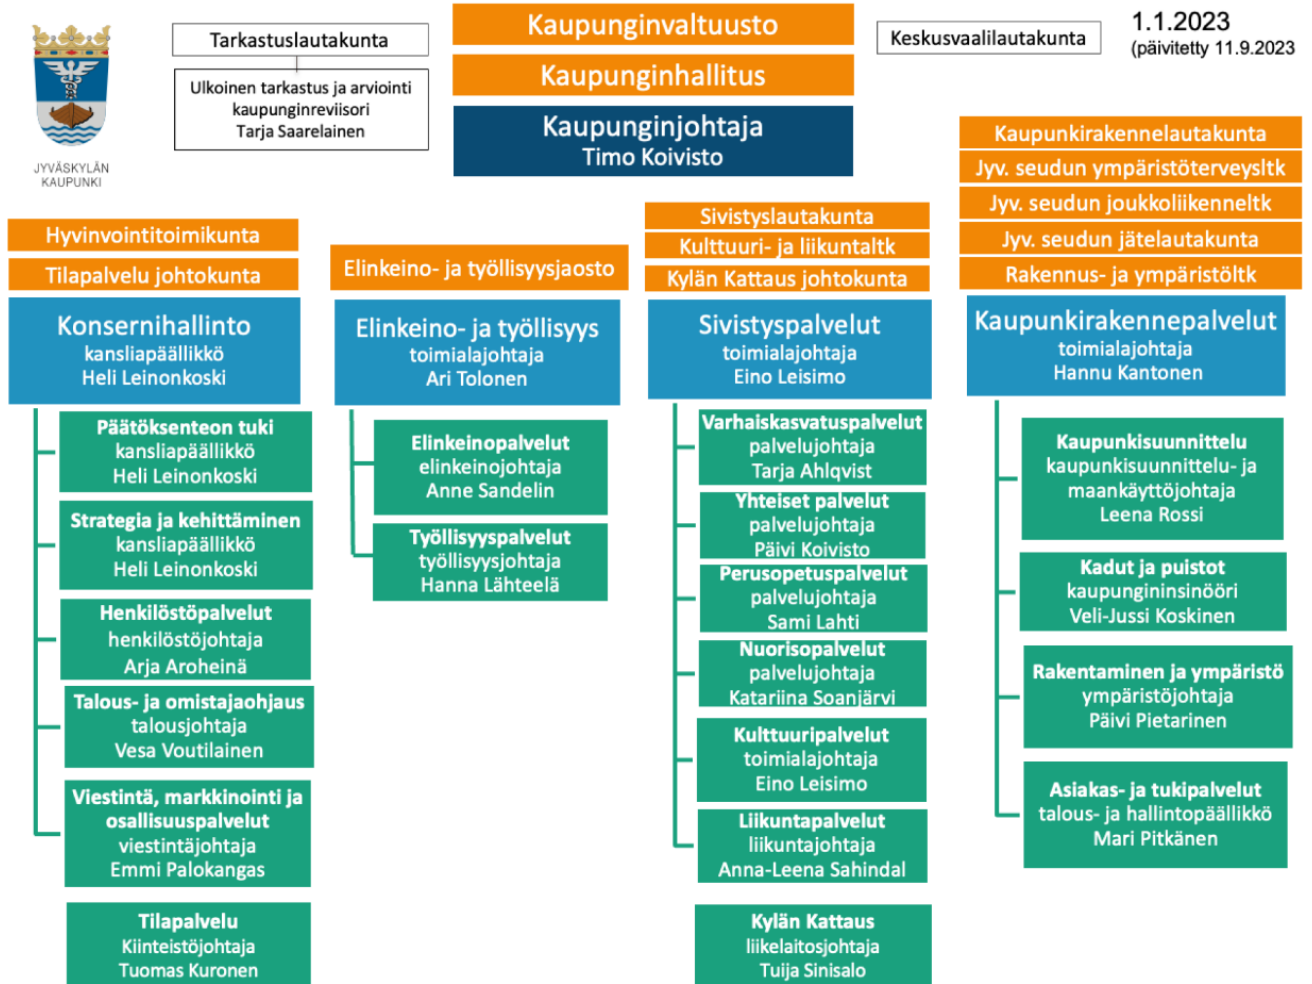 JYVÄSKYLÄN
KAUPUNKI
Tarkastuslautakunta
Ulkoinen tarkastus ja arviointi
kaupunginreviisori
Tarja Saarelainen
Kaupunginvaltuusto
Kaupunginhallitus
Kaupunginjohtaja
Timo Koivisto
Keskusvaalilautakunta
1.1.2023
(päivitetty 11.9.2023
Hyvinvointitoimikunta
Tilapalvelu johtokunta
Konsernihallinto
kansliapäällikkö
Heli Leinonkoski
Päätöksenteon tuki
kansliapäällikkö
Heli Leinonkoski
Strategia ja kehittäminen
kansliapäällikkö
Heli Leinonkoski
Henkilöstöpalvelut
henkilöstöjohtaja
Arja Aroheinä
Talous- ja omistajaohjaus
talousjohtaja
Vesa Voutilainen
Viestintä, markkinointi ja
osallisuuspalvelut
viestintäjohtaja
Emmi Palokangas
Tilapalvelu
Kiinteistöjohtaja
Tuomas Kuronen
Elinkeino- ja työllisyysjaosto
Elinkeino- ja työllisyys
toimialajohtaja
Ari Tolonen
Elinkeinopalvelut
elinkeinojohtaja
Anne Sandelin
Työllisyyspalvelut
työllisyysjohtaja
Hanna Lähteelä
Sivistyslautakunta
Kulttuuri- ja liikuntaltk
Kylän Kattaus johtokunta
Sivistyspalvelut
toimialajohtaja
Eino Leisimo
Varhaiskasvatuspalvelut
palvelujohtaja
Tarja Ahlqvist
Yhteiset palvelut
palvelujohtaja
Päivi Koivisto
Perusopetuspalvelut
palvelujohtaja
Sami Lahti
Nuorisopalvelut
palvelujohtaja
Katariina Soanjärvi
Kulttuuripalvelut
toimialajohtaja
Eino Leisimo
Liikuntapalvelut
liikuntajohtaja
Anna-Leena Sahindal
Kylän Kattaus
liikelaitosjohtaja
Tuija Sinisalo
Kaupunkirakennelautakunta
Jyv. seudun ympäristöterveysltk
Jyv. seudun joukkoliikenneltk
Jyv. seudun jätelautakunta
Rakennus- ja ympäristöltk
Kaupunkirakennepalvelut
toimialajohtaja
Hannu Kantonen
Kaupunkisuunnittelu
kaupunkisuunnittelu- ja
maankäyttöjohtaja
Leena Rossi
Kadut ja puistot
kaupungininsinööri
Veli-Jussi Koskinen
Rakentaminen ja ympäristö
ympäristöjohtaja
Päivi Pietarinen
Asiakas- ja tukipalvelut
talous- ja hallintopäällikkö
Mari Pitkänen